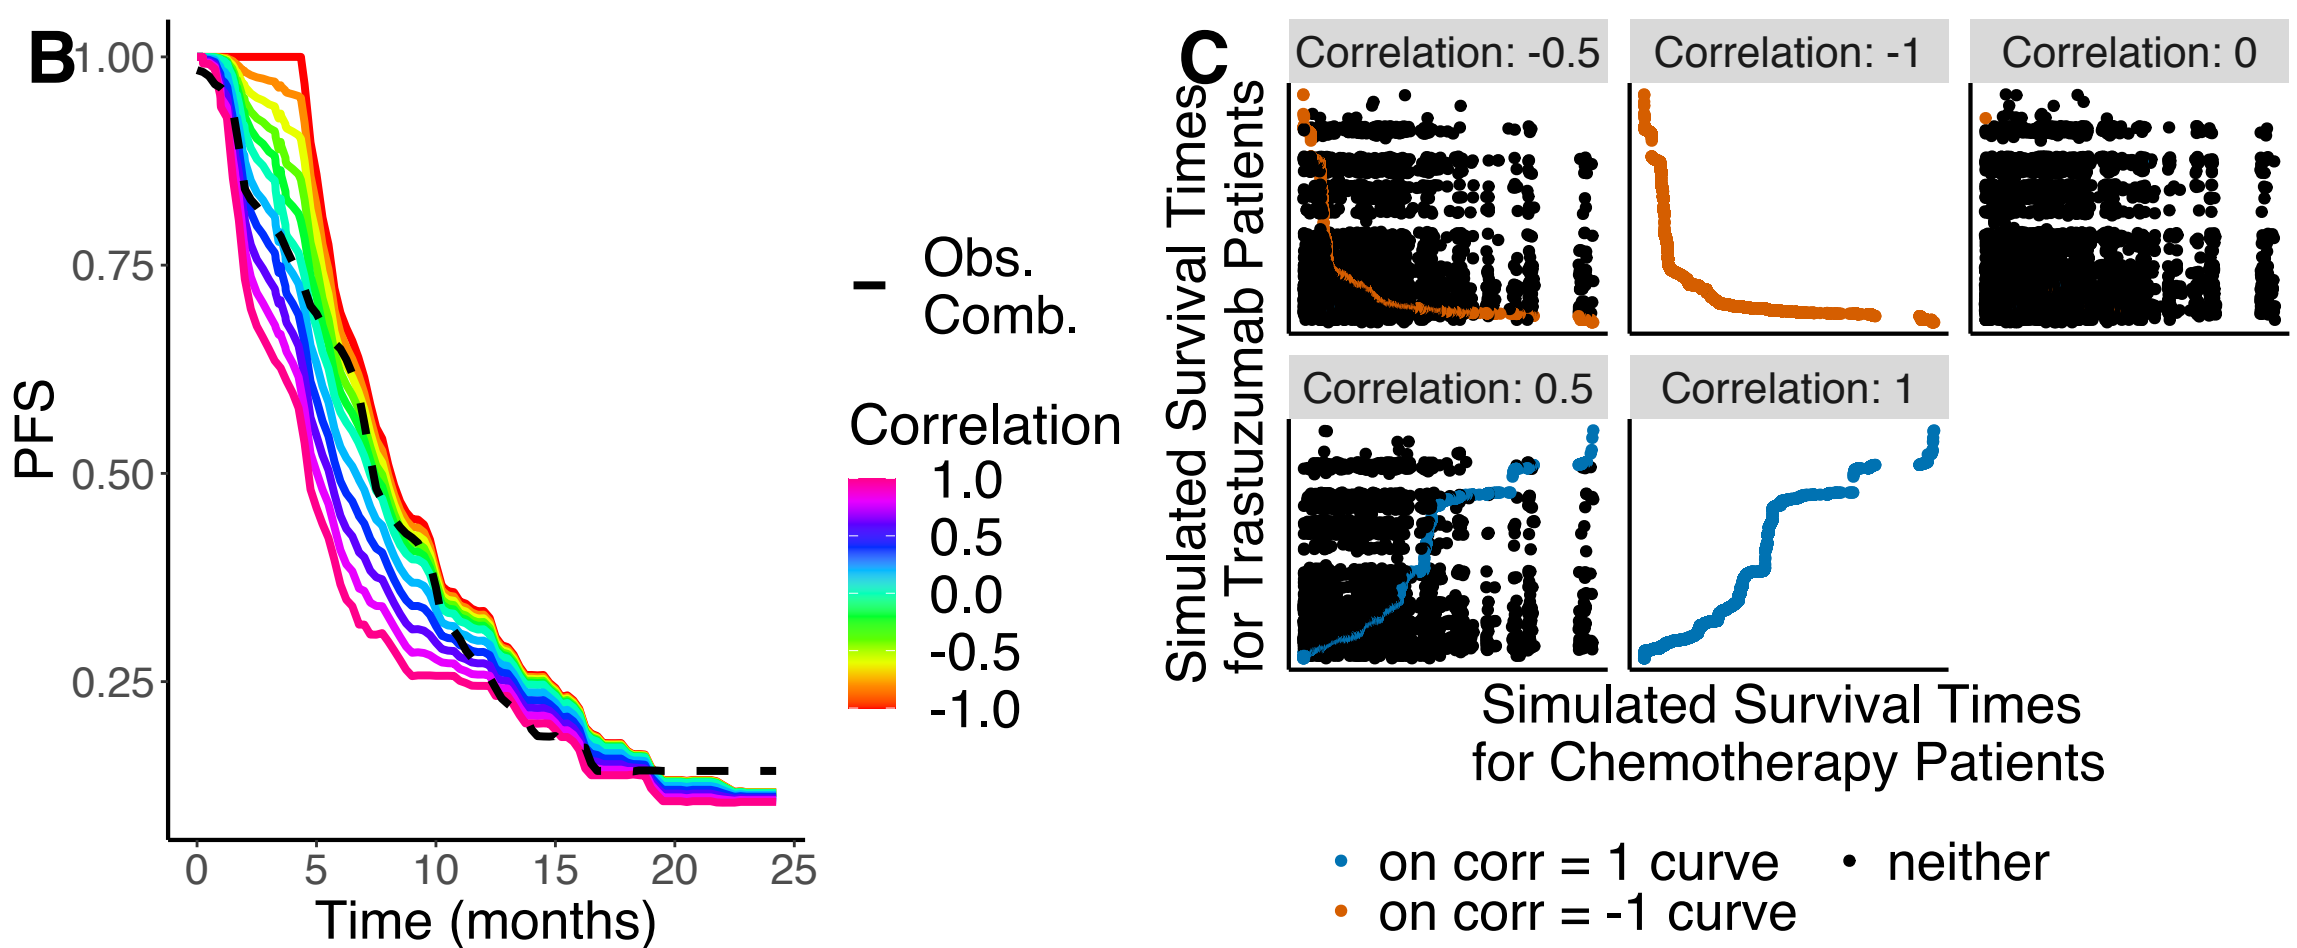 B
1.00
0.75
0.50
0.25
PFS
0 5 10 15 20 25
Time (months)
Obs.
Comb.
Correlation
1.0
0.5
0.0
-0.5
-1.0
C
Correlation: -0.5
Correlation: -1
Correlation: 0
Correlation: 0.5
Correlation: 1
Simulated Survival Times
for Trastuzumab Patients
Simulated Survival Times
for Chemotherapy Patients
on corr = 1 curve
neither
on corr = -1 curve